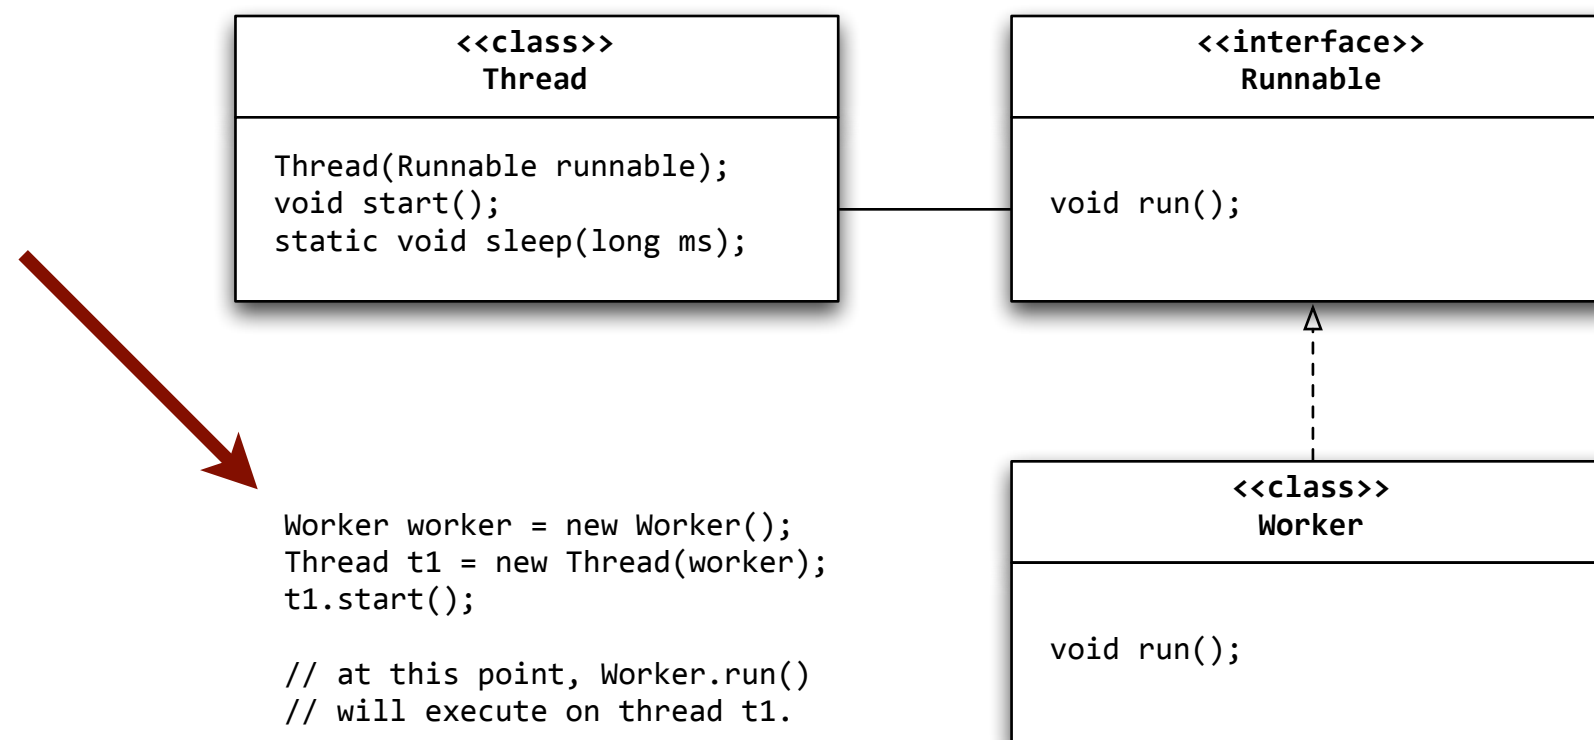 <<class>>
Thread
Thread(Runnable runnable);
void start();
static void sleep(long ms);
<<interface>>
Runnable
void run();
<<class>>
Worker
void run();
Worker worker = new Worker();
Thread t1 = new Thread(worker);
t1.start();
// at this point, Worker.run()
// will execute on thread t1.